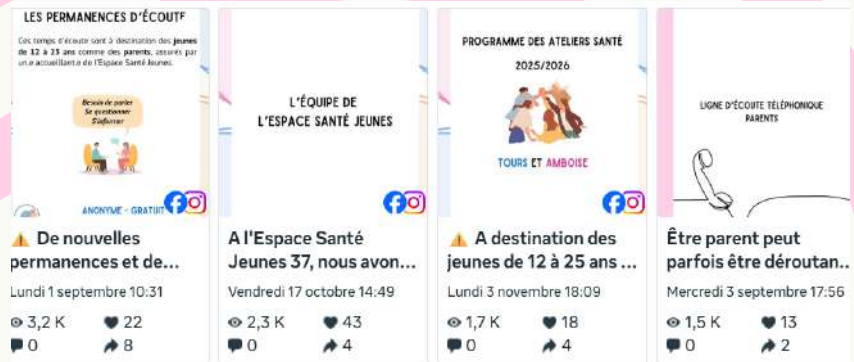 LES PERMANENCES D'ÉCOUTE
Ces temps d'écoute sont à destination des jeunes
de 12 à 25 ans comme des parents, assurés par
un.e accueillant.e de l'Espace Santé Jeunes.
Besoin de parler
Se questionner
S'informer
ANONYME - GRATUIT
⚠ De nouvelles
permanences et de...
Lundi 1 septembre 10:31
3,2 K 22
0 8
L'ÉQUIPE DE
L'ESPACE SANTÉ JEUNES
A l'Espace Santé
Jeunes 37, nous avon...
Vendredi 17 octobre 14:49
2,3 K 43
0 4
PROGRAMME DES ATELIERS SANTÉ
2025/2026
TOURS ET AMBOISE
⚠ A destination des
jeunes de 12 à 25 ans ...
Lundi 3 novembre 18:09
1,7 K 18
0 4
LIGNE D'ÉCOUTE TÉLÉPHONIQUE
PARENTS
Être parent peut
parfois être déroutan...
Mercredi 3 septembre 17:56
1,5 K 13
0 2